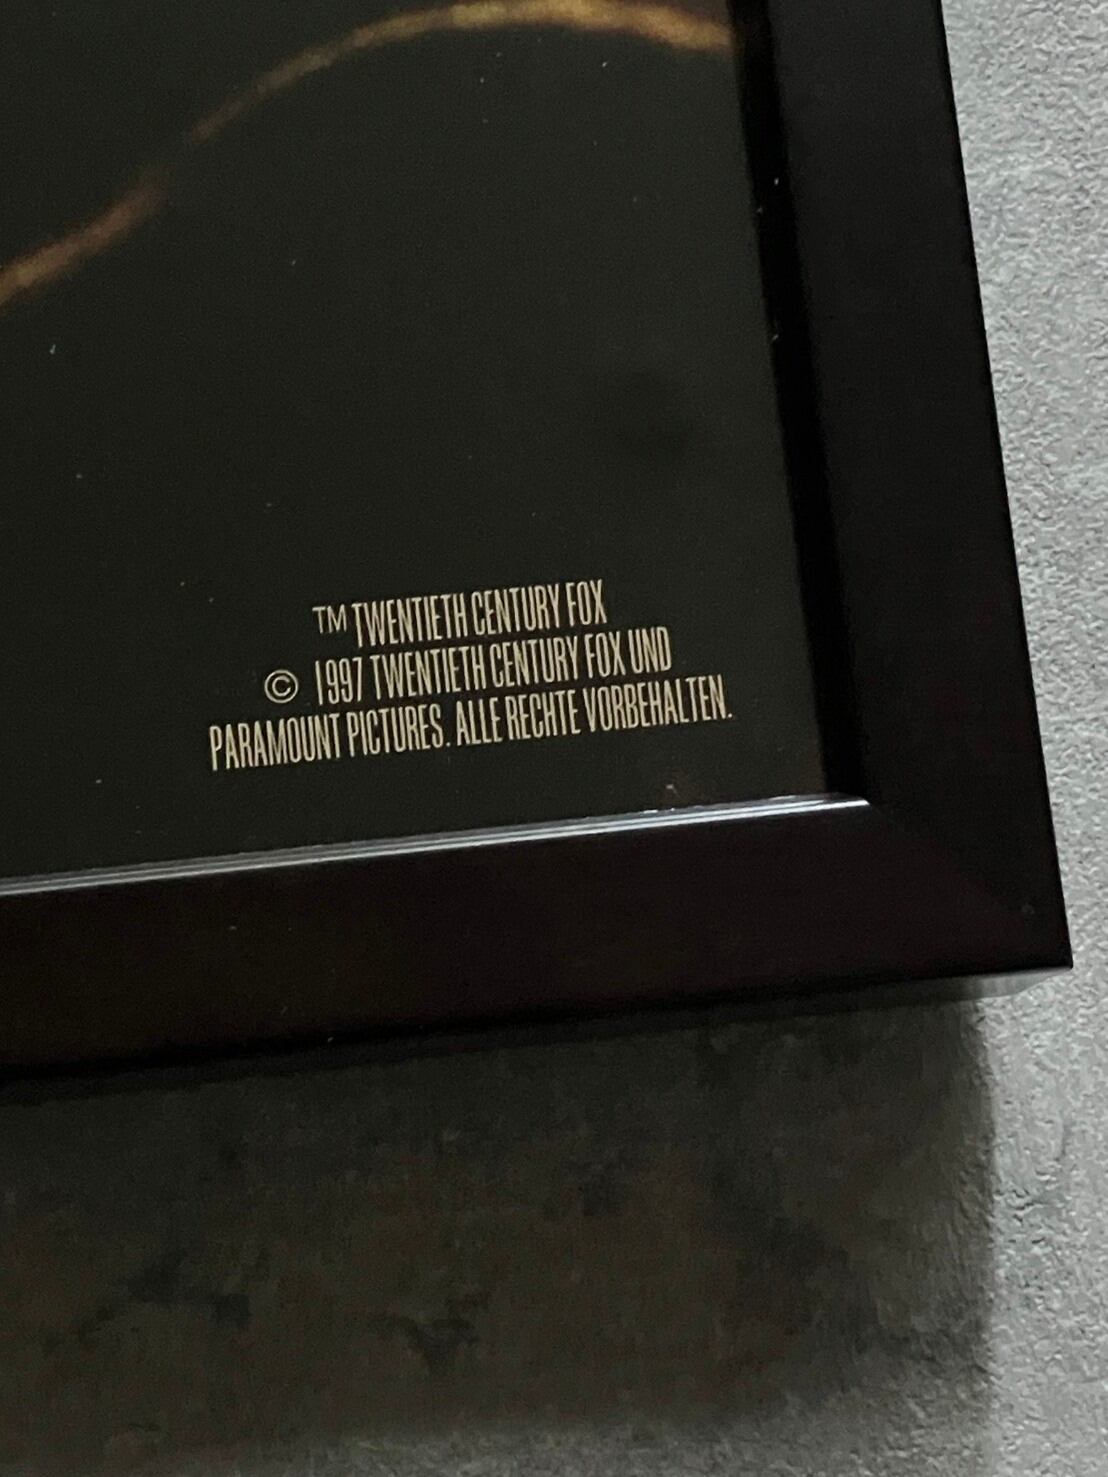 ™ TWENTIETH CENTURY FOX
© 1997 TWENTIETH CENTURY FOX UND
PARAMOUNT PICTURES. ALLE RECHTE VORBEHALTEN.